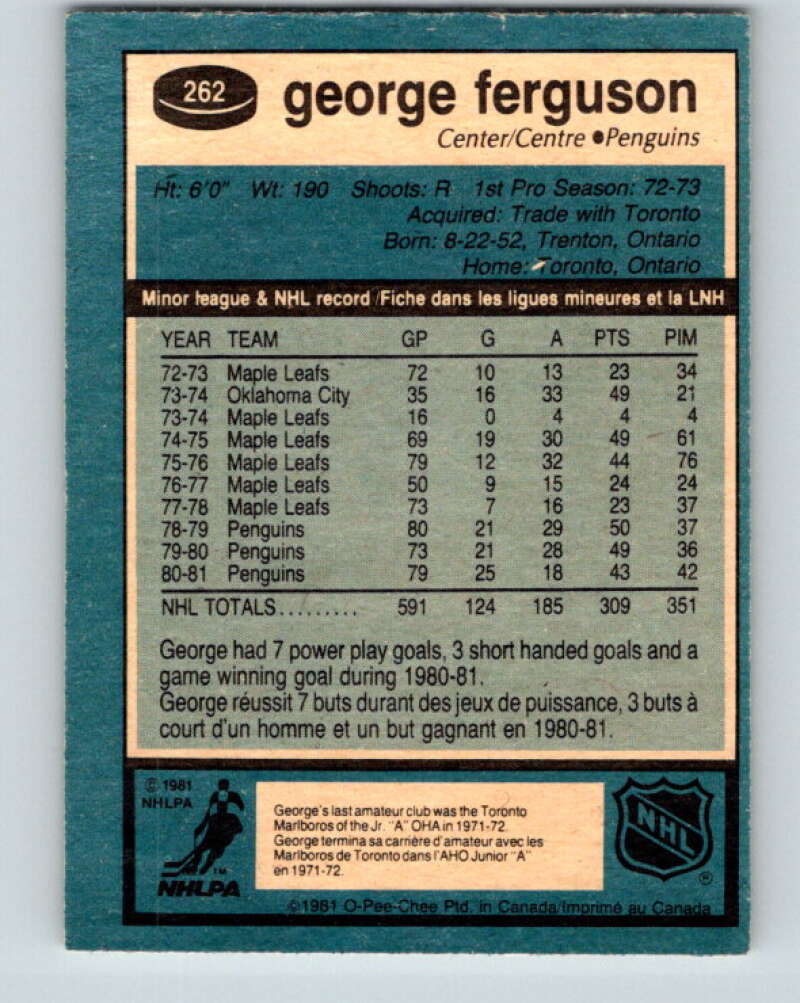 262
george ferguson
Center/Centre ●Penguins
Ht: 6'0" Wt: 190 Shoots: R 1st Pro Season: 72-73
Acquired: Trade with Toronto
Born: 8-22-52, Trenton, Ontario
Home: Toronto, Ontario
Minor league & NHL record/Fiche dans les ligues mineures et la LNH
YEAR TEAM GP G A PTS PIM
72-73 Maple Leafs 72 10 13 23 34
73-74 Oklahoma City 35 16 33 49 21
73-74 Maple Leafs 16 0 4 4 4
74-75 Maple Leafs 69 19 30 49 61
75-76 Maple Leafs 79 12 32 44 76
76-77 Maple Leafs 50 9 15 24 24
77-78 Maple Leafs 73 7 16 23 37
78-79 Penguins 80 21 29 50 37
79-80 Penguins 73 21 28 49 36
80-81 Penguins 79 25 18 43 42
NHL TOTALS......... 591 124 185 309 351
George had 7 power play goals, 3 short handed goals and a
game winning goal during 1980-81.
George réussit 7 buts durant des jeux de puissance, 3 buts à
court d'un homme et un but gagnant en 1980-81.
© 1981
NHLPA
TM
NHLPA
George's last amateur club was the Toronto
Marlboros of the Jr. "A" OHA in 1971-72.
George termina sa carrière d'amateur avec les
Marlboros de Toronto dans l'AHO Junior "A"
en 1971-72.
NHL
®
©1981 O-Pee-Chee Ptd. in Canada/Imprimé au Canada